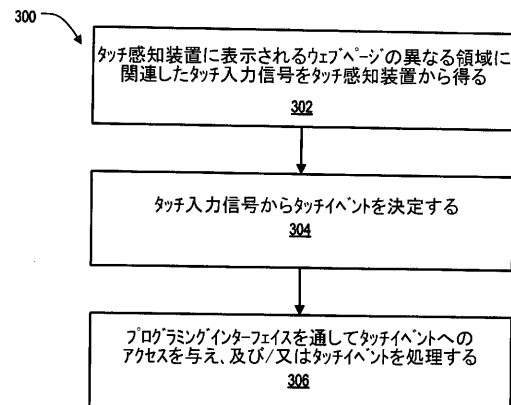 300
タッチ感知装置に表示されるウェブページの異なる領域に
関連したタッチ入力信号をタッチ感知装置から得る
302
タッチ入力信号からタッチイベントを決定する
304
プログラミングインターフェイスを通してタッチイベントへの
アクセスを与え、及び/又はタッチイベントを処理する
306